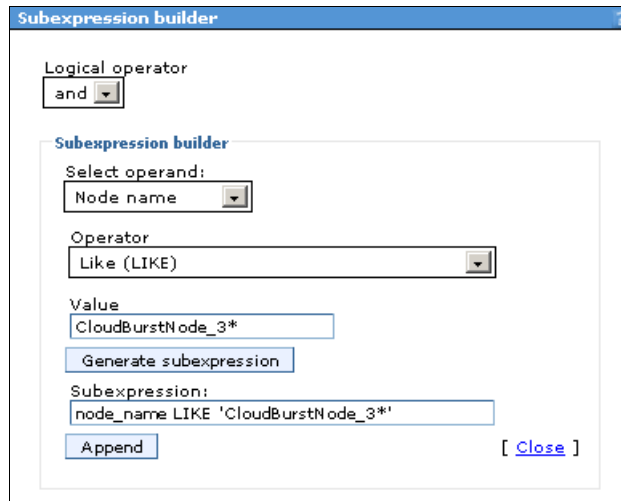 Subexpression builder
Logical operator
and
Subexpression builder
Select operand:
Node name
Operator
Like (LIKE)
Value
CloudBurstNode_3*
Generate subexpression
Subexpression:
node_name LIKE 'CloudBurstNode_3*'
Append [ Close ]